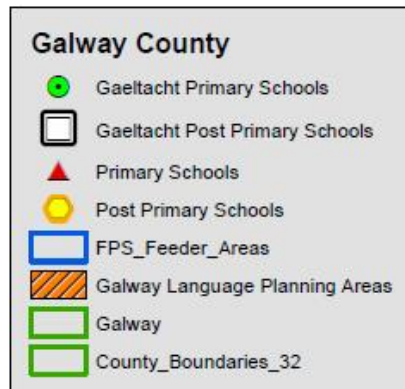 Galway County
Gaeltacht Primary Schools
Gaeltacht Post Primary Schools
Primary Schools
Post Primary Schools
FPS_Feeder_Areas
Galway Language Planning Areas
Galway
County_Boundaries_32